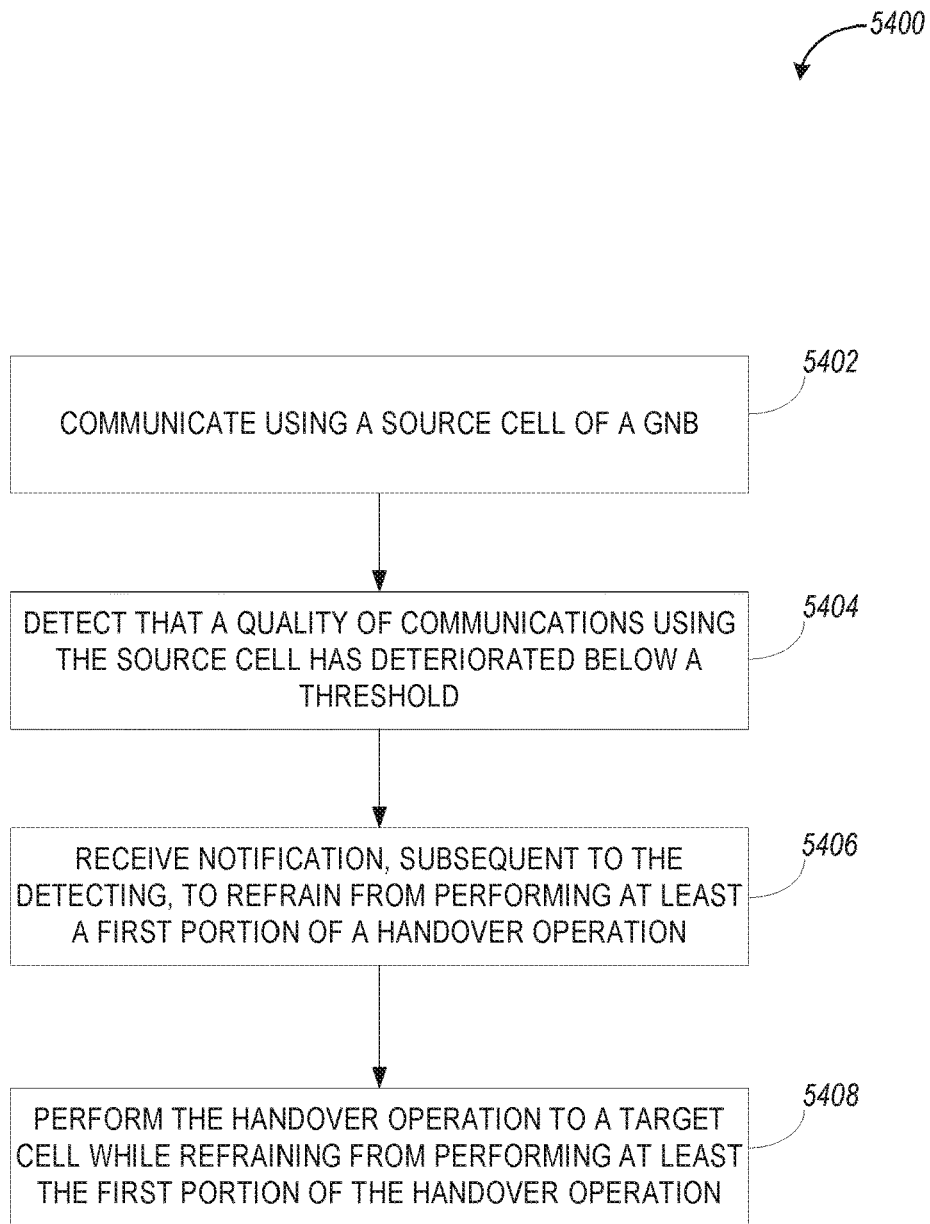 5400
5402
COMMUNICATE USING A SOURCE CELL OF A GNB
5404
DETECT THAT A QUALITY OF COMMUNICATIONS USING
THE SOURCE CELL HAS DETERIORATED BELOW A
THRESHOLD
5406
RECEIVE NOTIFICATION, SUBSEQUENT TO THE
DETECTING, TO REFRAIN FROM PERFORMING AT LEAST
A FIRST PORTION OF A HANDOVER OPERATION
5408
PERFORM THE HANDOVER OPERATION TO A TARGET
CELL WHILE REFRAINING FROM PERFORMING AT LEAST
THE FIRST PORTION OF THE HANDOVER OPERATION